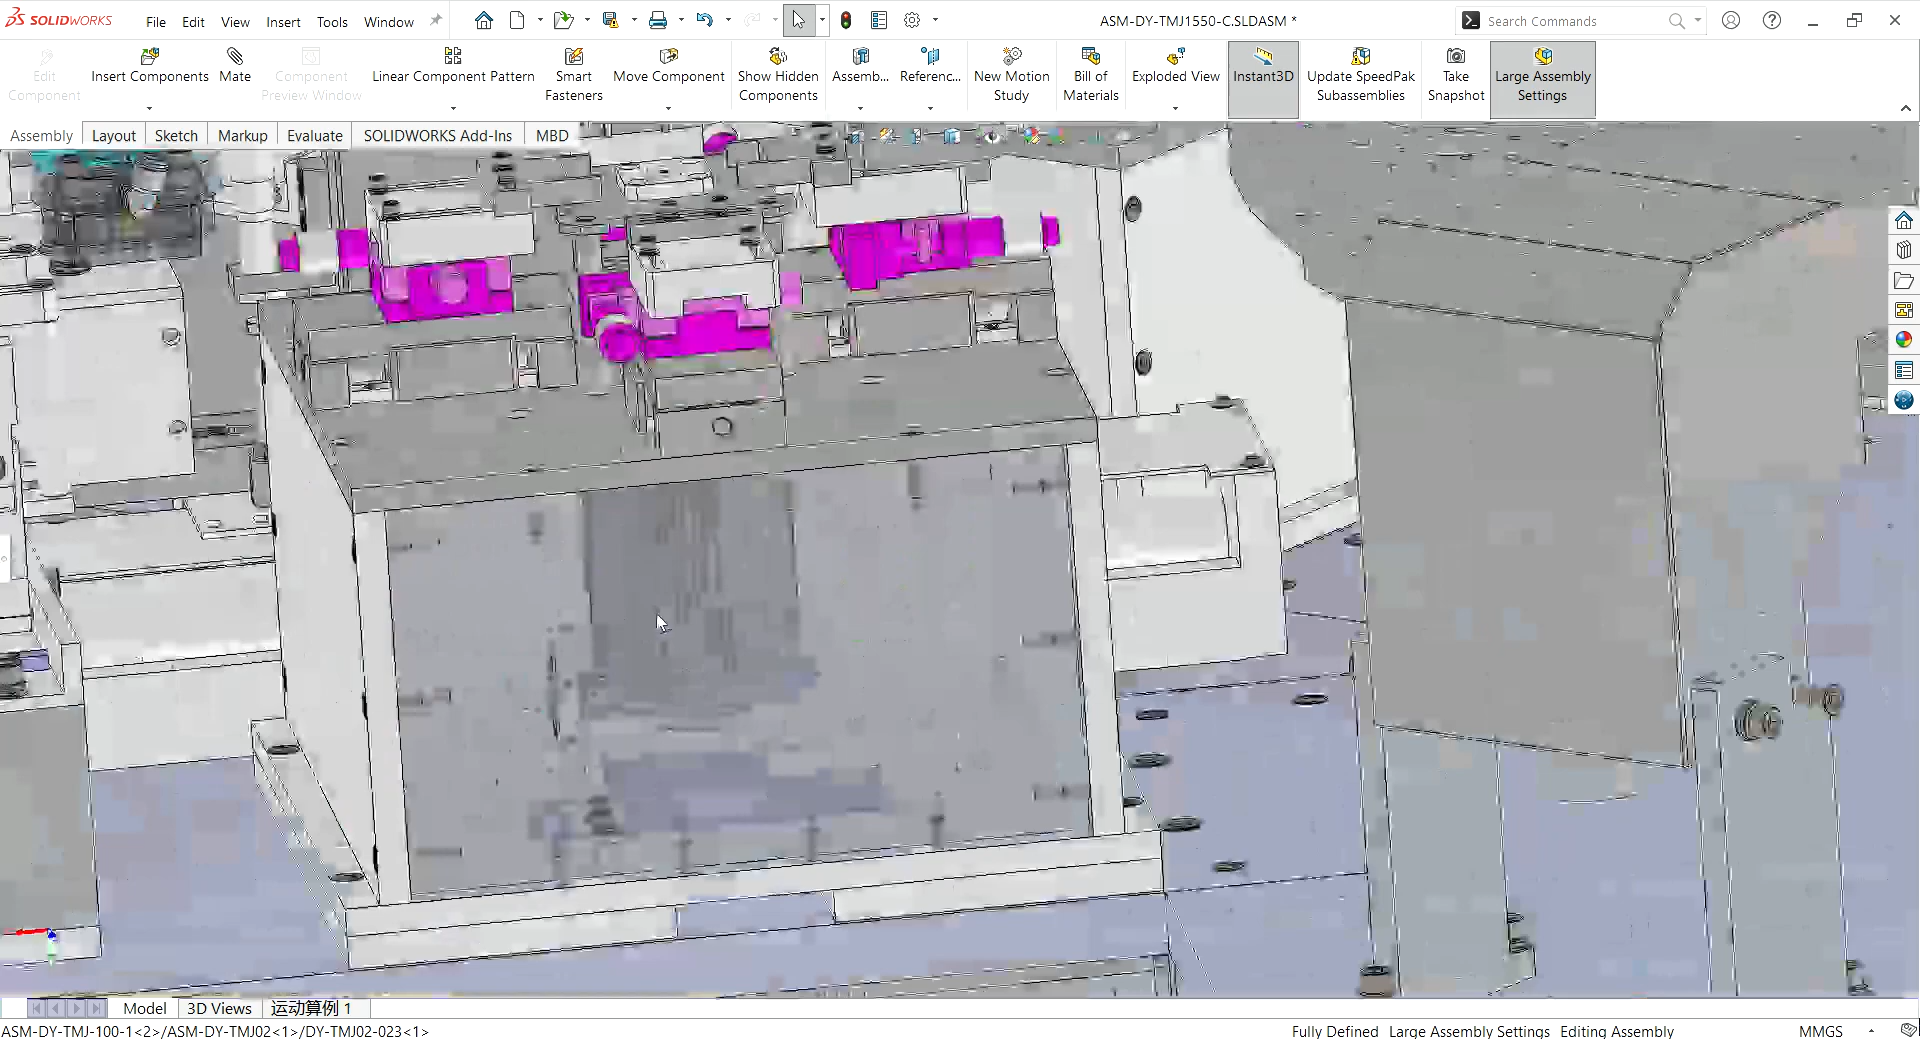 SOLIDWORKS File Edit View Insert Tools Window ASM-DY-TMJ1550-C.SLDASM * Search Commands
Edit Component
Insert Components
Mate
Component Preview Window
Linear Component Pattern
Smart Fasteners
Move Component
Show Hidden Components
Assemb...
Referenc...
New Motion Study
Bill of Materials
Exploded View
Instant3D
Update SpeedPak Subassemblies
Take Snapshot
Large Assembly Settings
Assembly Layout Sketch Markup Evaluate SOLIDWORKS Add-Ins MBD
Model 3D Views 运动算例 1
ASM-DY-TMJ-100-1<2>/ASM-DY-TMJ02<1>/DY-TMJ02-023<1> Fully Defined Large Assembly Settings Editing Assembly MMGS